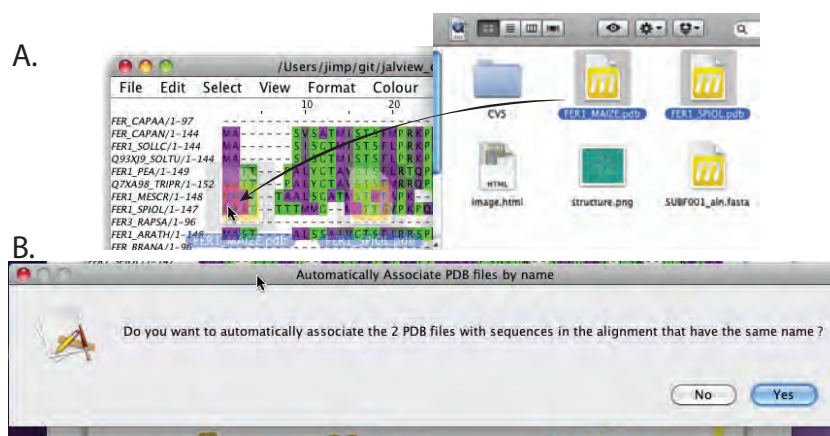 A.
/Users/jimp/git/jalview_
File Edit Select View Format Colour
10 20
FER_CAPAA/1-97
FER_CAPAN/1-144
FER1_SOLLC/1-144
Q93XJ9_SOLTU/1-144
FER1_PEA/1-149
Q7XA98_TRIPR/1-152
FER1_MESCR/1-148
FER1_SPIOL/1-147
FER3_RAPSA/1-96
FER1_ARATH/1-148
FER_BRANA/1-96
FER1_MAIZE.pdb FER1_SPIOL.pdb
CVS FER1_MAIZE.pdb FER1_SPIOL.pdb
HTML
image.html structure.png SUBF001_aln.fasta
B.
Automatically Associate PDB files by name
Do you want to automatically associate the 2 PDB files with sequences in the alignment that have the same name ?
No Yes